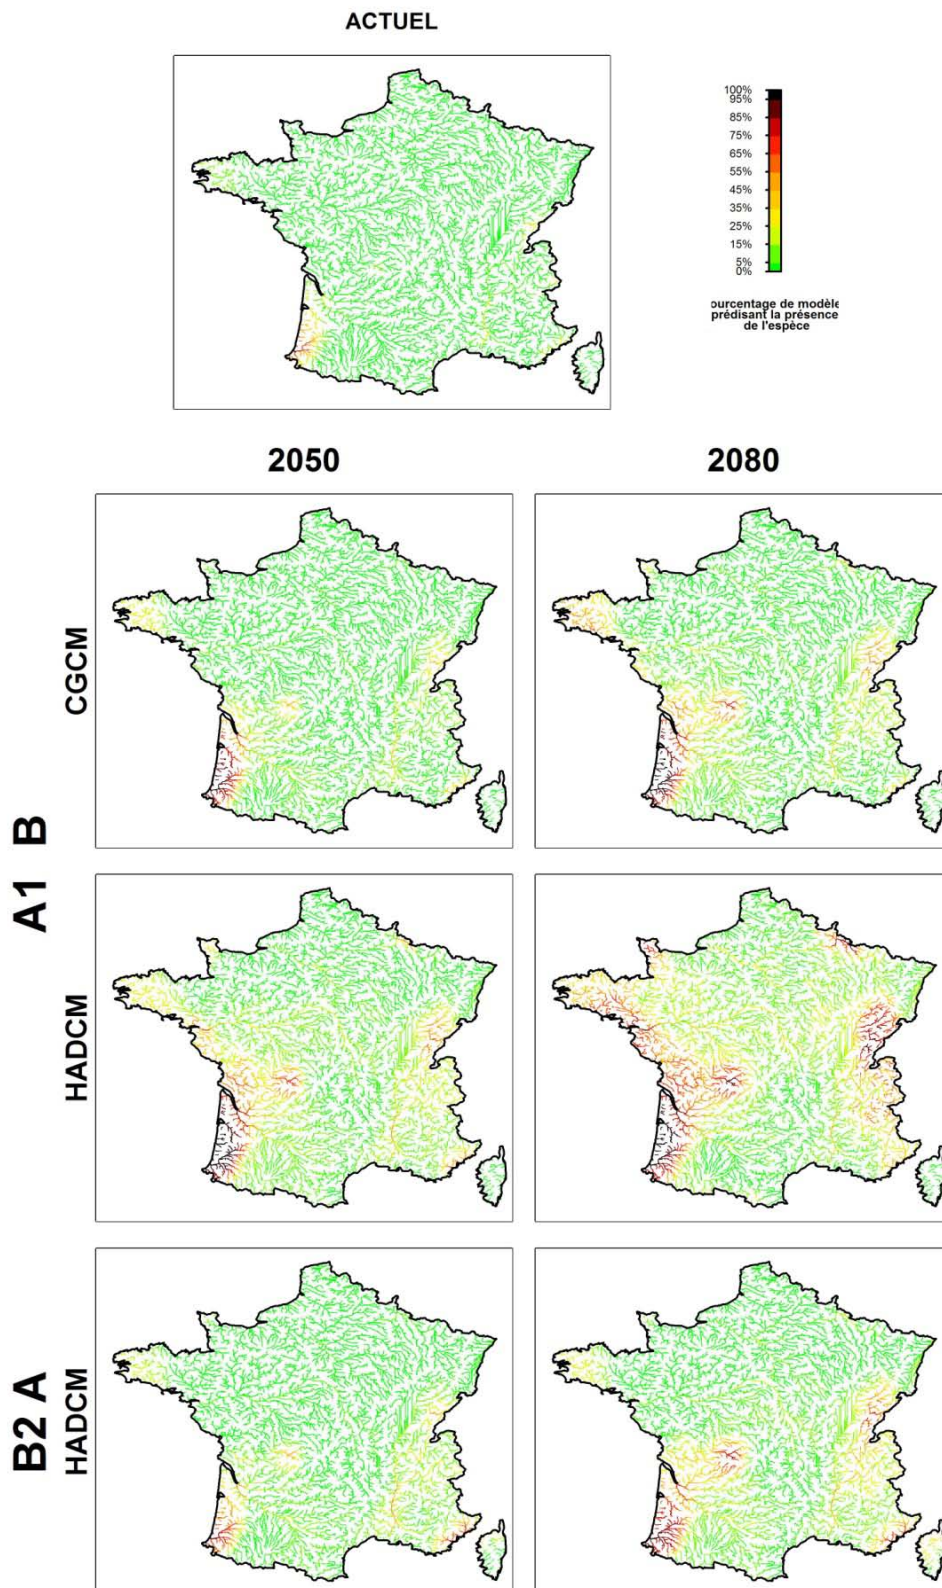 ACTUEL
100%
95%
85%
75%
65%
55%
45%
35%
25%
15%
5%
0%
ourcentage de modèle
prédisant la présence
de l'espèce
2050
2080
CGCM
B
A1
HADCM
B2 A
HADCM